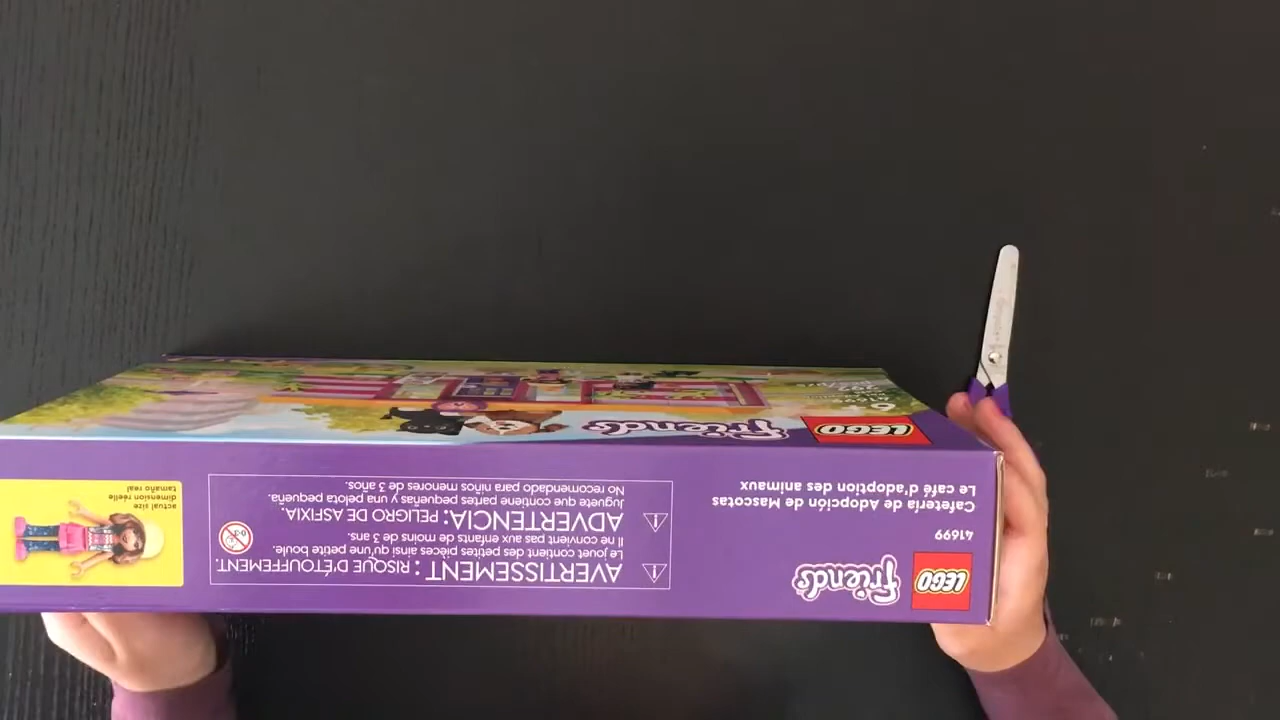 LEGO
Friends
41699
Cafetería de Adopción de Mascotas
Le café d'adoption des animaux
AVERTISSEMENT : RISQUE D'ÉTOUFFEMENT.
Le jouet contient des petites pièces ainsi qu'une petite boule.
Il ne convient pas aux enfants de moins de 3 ans.
ADVERTENCIA: PELIGRO DE ASFIXIA.
Juguete que contiene partes pequeñas y una pelota pequeña.
No recomendado para niños menores de 3 años.
actual size
dimension réelle
tamaño real
LEGO
Friends